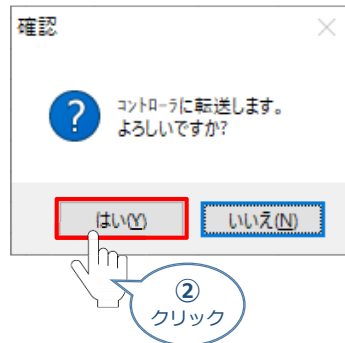 確認
コントローラに転送します。
よろしいですか?
はい(Y)
いいえ(N)
②
クリック